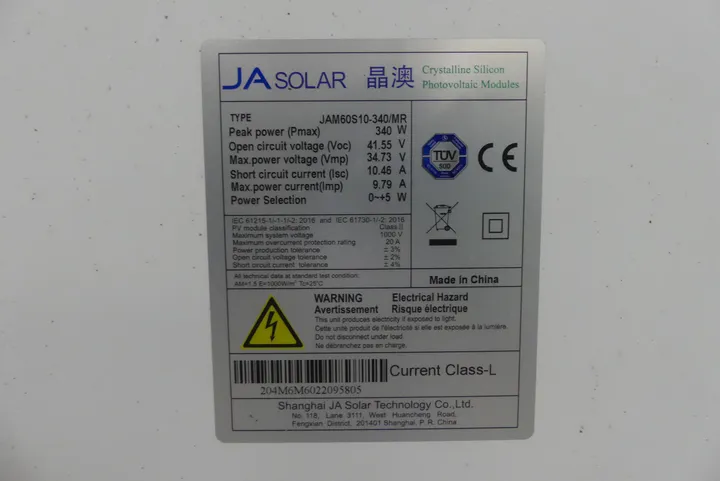 JA SOLAR 晶澳 Crystalline Silicon
Photovoltaic Modules
TYPE JAM60S10-340/MR
Peak power (Pmax) 340 W
Open circuit voltage (Voc) 41.55 V
Max.power voltage (Vmp) 34.73 V
Short circuit current (Isc) 10.46 A
Max.power current(Imp) 9.79 A
Power Selection 0~+5 W
TÜV
SÜD
CE
IEC 61215-1/-1-1/-2: 2016 and IEC 61730-1/-2: 2016
PV module classification Class II
Maximum system voltage 1000 V
Maximum overcurrent protection rating 20 A
Power production tolerance ± 3%
Open circuit voltage tolerance ± 2%
Short circuit current tolerance ± 4%
All technical data at standard test condition:
AM=1.5 E=1000W/m² Tc=25°C
Made in China
WARNING Electrical Hazard
Avertissement Risque électrique
This unit produces electricity if exposed to light.
Cette unité produit de l'électricité si elle est exposée à la lumière.
Do not disconnect under load
Ne débrenchez pas en charge.
Current Class-L
204M6M6022095805
Shanghai JA Solar Technology Co.,Ltd.
No. 118, Lane 3111, West Huancheng Road,
Fengxian District, 201401 Shanghai, P. R. China